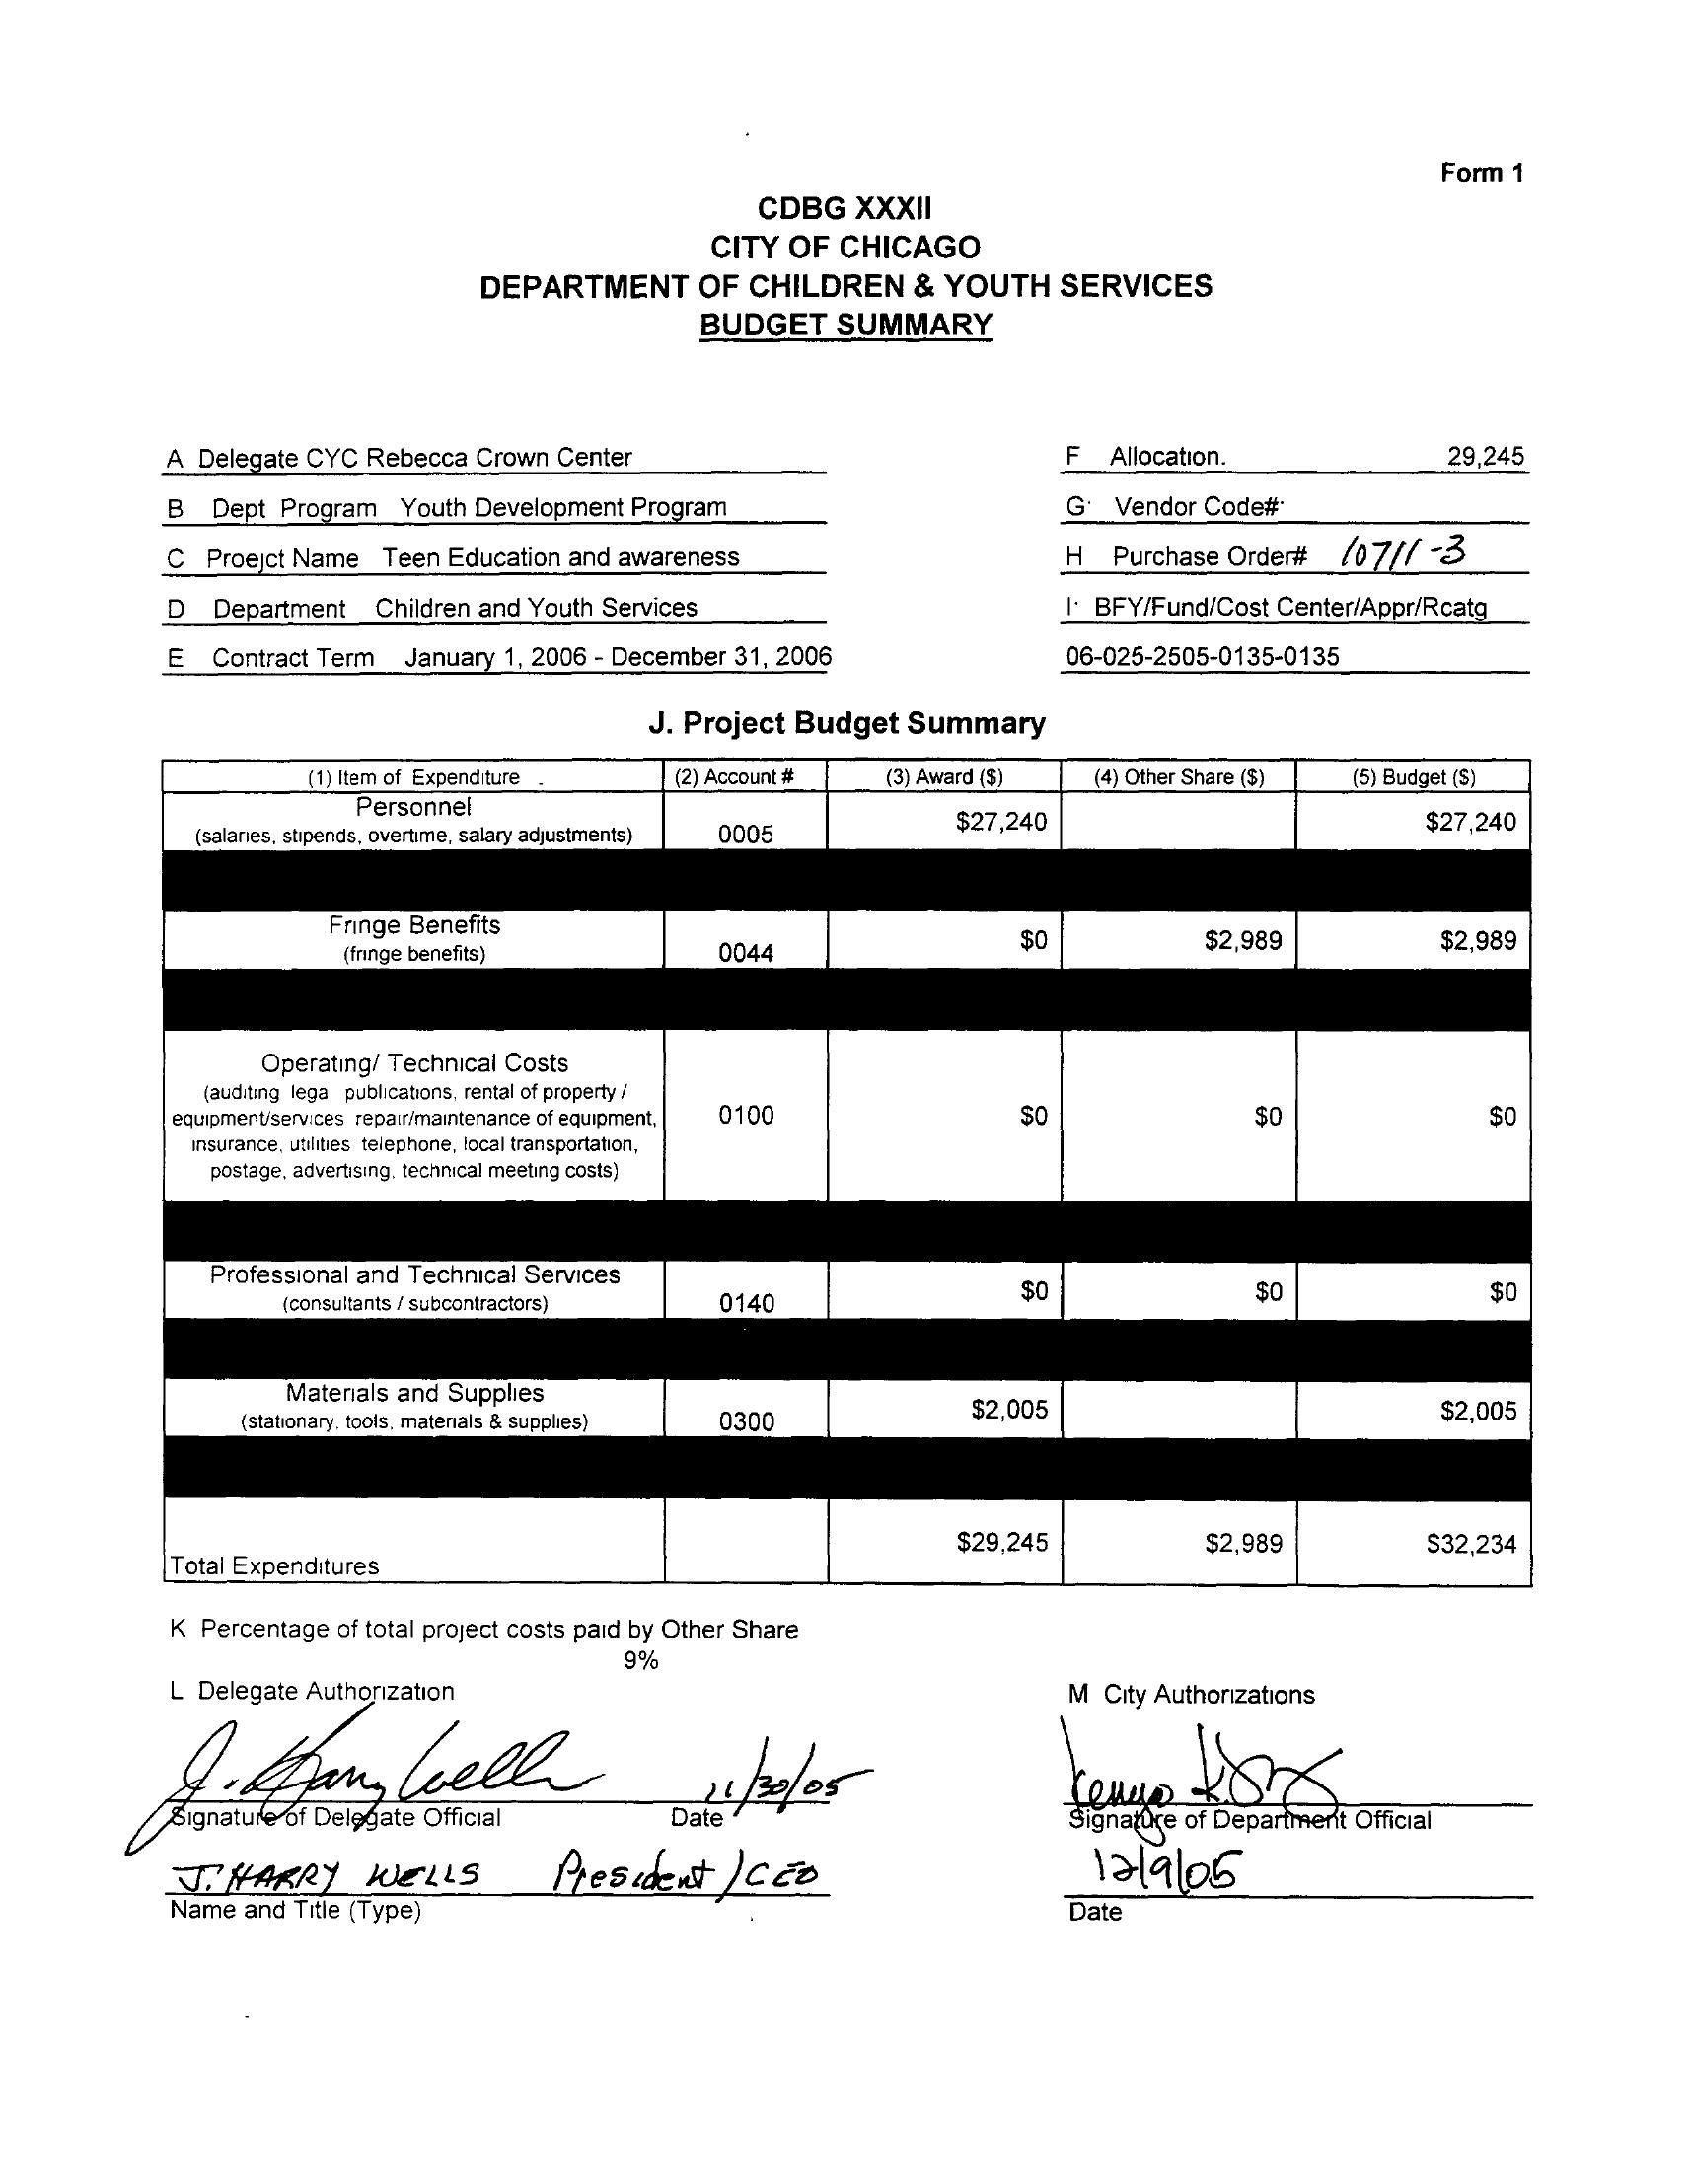 Form 1
CDBG XXXII
CITY OF CHICAGO
DEPARTMENT OF CHILDREN & YOUTH SERVICES
BUDGET SUMMARY
A Delegate CYC Rebecca Crown Center
F Allocation. 29,245
B Dept Program Youth Development Program
G Vendor Code#
C Proejct Name Teen Education and awareness
H Purchase Order# 10711-3
D Department Children and Youth Services
I BFY/Fund/Cost Center/Appr/Rcatg
E Contract Term January 1, 2006 - December 31, 2006
06-025-2505-0135-0135
J. Project Budget Summary
(1) Item of Expenditure (2) Account # (3) Award ($) (4) Other Share ($) (5) Budget ($)
Personnel
(salaries, stipends, overtime, salary adjustments) 0005 $27,240 $27,240
Fringe Benefits
(fringe benefits) 0044 $0 $2,989 $2,989
Operating/ Technical Costs
(auditing legal publications, rental of property /
equipment/services repair/maintenance of equipment, 0100 $0 $0 $0
insurance, utilities telephone, local transportation,
postage, advertising, technical meeting costs)
Professional and Technical Services
(consultants / subcontractors) 0140 $0 $0 $0
Materials and Supplies
(stationary, tools, materials & supplies) 0300 $2,005 $2,005
Total Expenditures $29,245 $2,989 $32,234
K Percentage of total project costs paid by Other Share
9%
L Delegate Authorization
M City Authorizations
J. Harry Wells 11/30/05
Kenya
Signature of Delegate Official Date
Signature of Department Official
J. HARRY WELLS President / CEO
12/9/05
Name and Title (Type)
Date